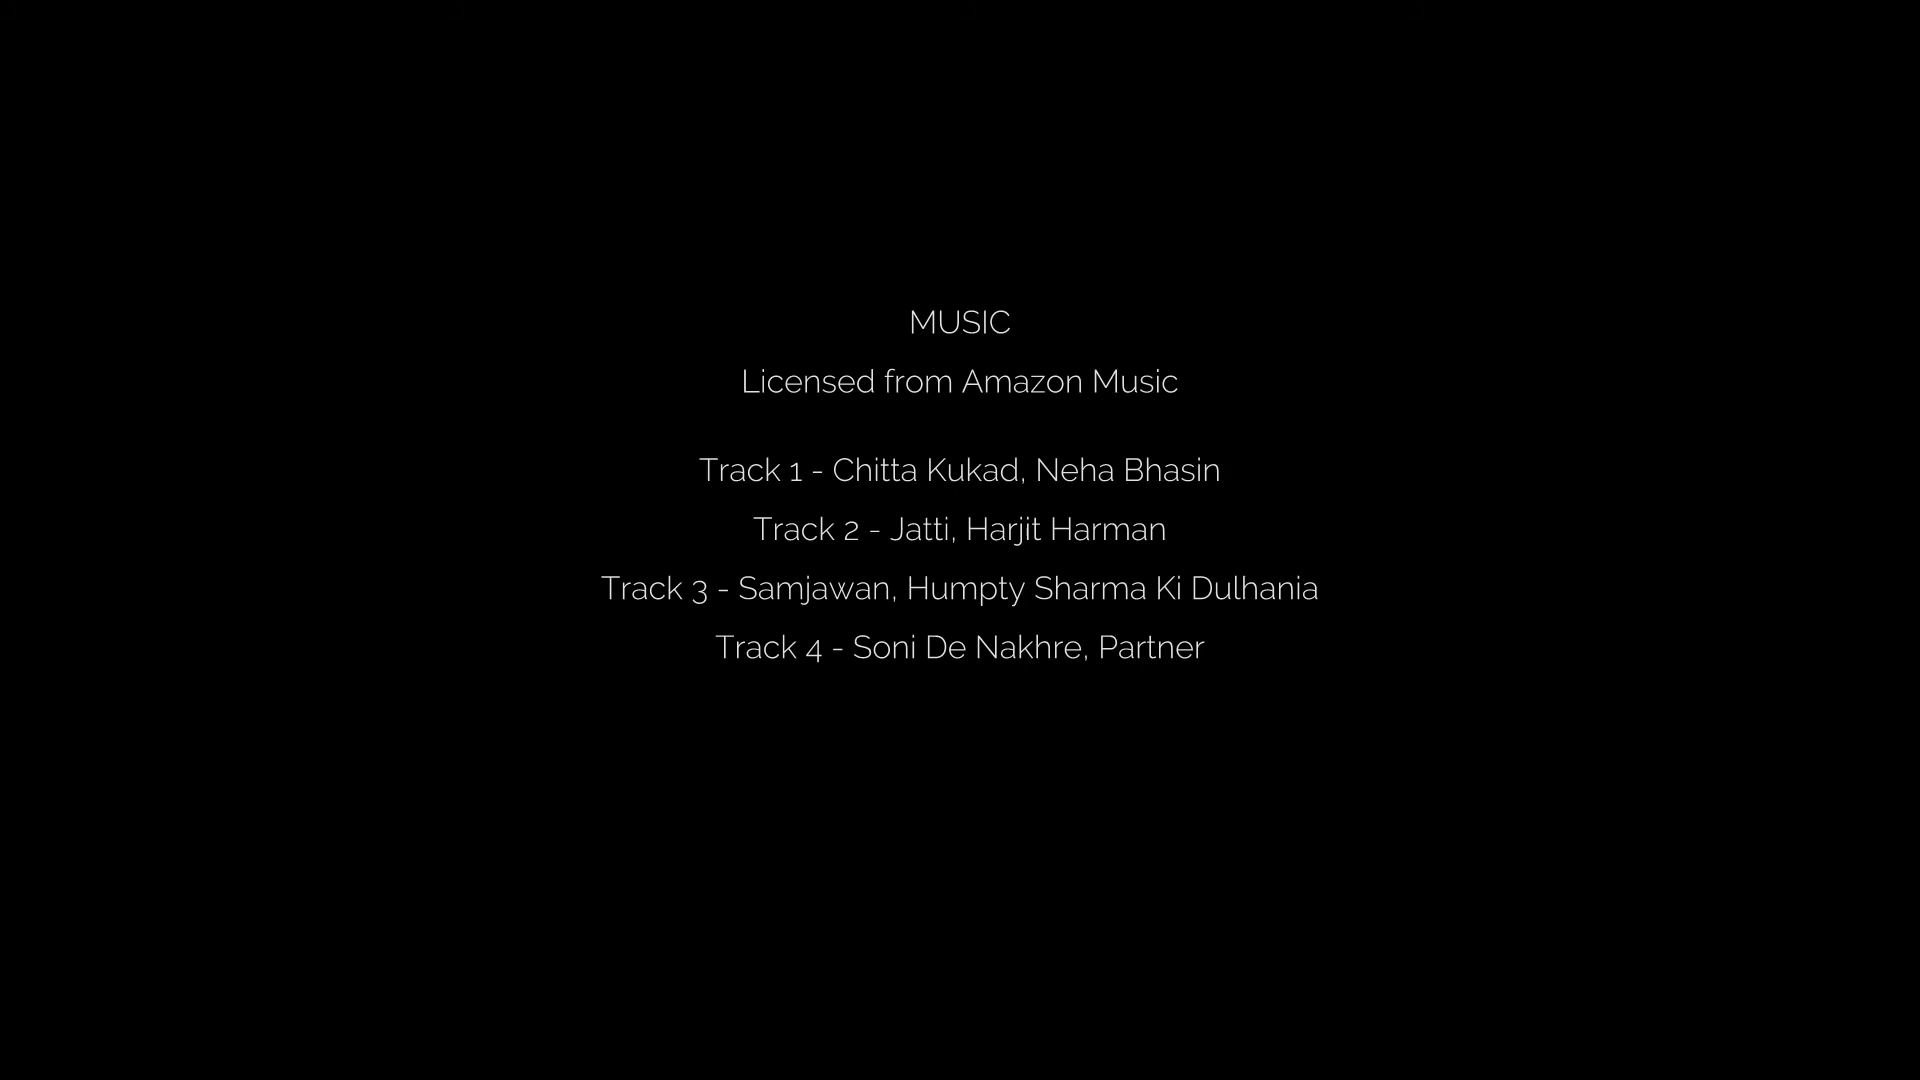 MUSIC
Licensed from Amazon Music
Track 1 - Chitta Kukad, Neha Bhasin
Track 2 - Jatti, Harjit Harman
Track 3 - Samjawan, Humpty Sharma Ki Dulhania
Track 4 - Soni De Nakhre, Partner